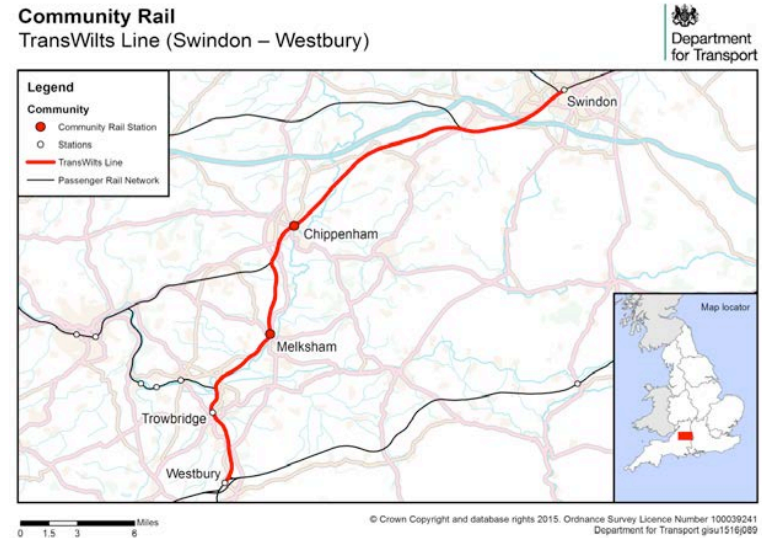 Community Rail
TransWilts Line (Swindon – Westbury)
Department
for Transport
Legend
Community
Community Rail Station
Stations
TransWilts Line
Passenger Rail Network
Swindon
Chippenham
Map locator
Melksham
Trowbridge
Westbury
Miles
0 1.5 3 6
© Crown Copyright and database rights 2015. Ordnance Survey Licence Number 100039241
Department for Transport gisu1516j089